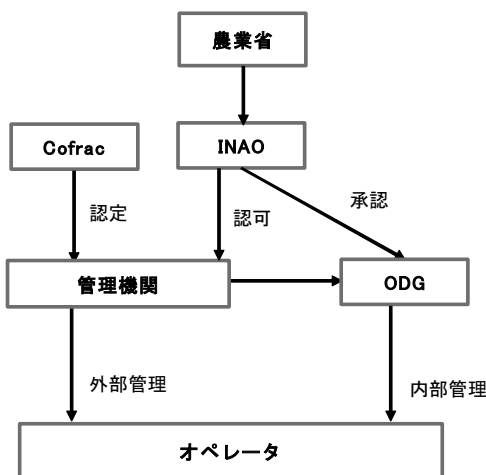 農業省
Cofrac
INAO
認定
認可
承認
管理機関
ODG
外部管理
内部管理
オペレータ